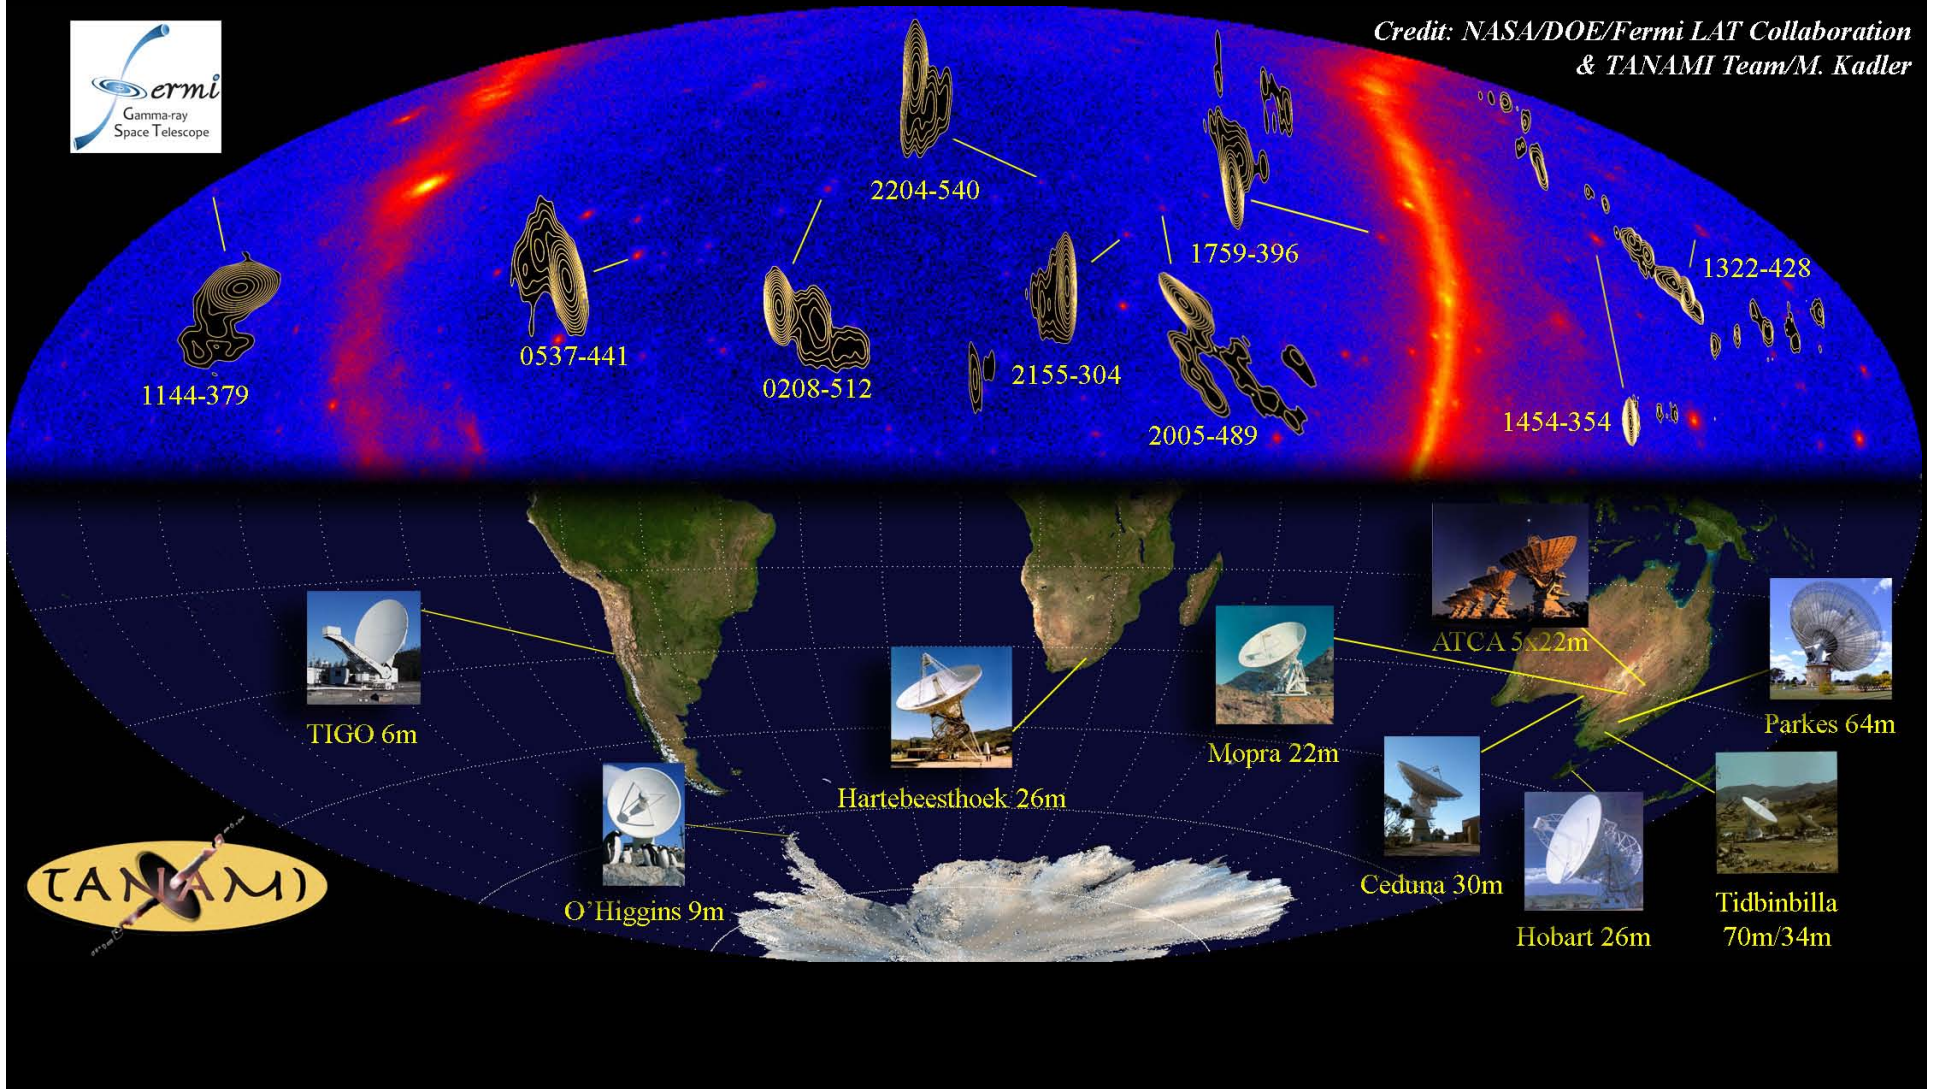 Credit: NASA/DOE/Fermi LAT Collaboration
& TANAMI Team/M. Kadler
Fermi
Gamma-ray
Space Telescope
2204-540
1759-396
1322-428
0537-441
0208-512
2155-304
1144-379
2005-489
1454-354
ATCA 5x22m
TIGO 6m
Mopra 22m
Parkes 64m
Hartebeesthoek 26m
TANAMI
O'Higgins 9m
Ceduna 30m
Hobart 26m
Tidbinbilla
70m/34m